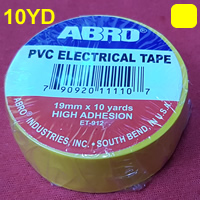 10YD
ABRO®
PVC ELECTRICAL TAPE
7 90920 11110 7
19mm x 10 yards
HIGH ADHESION
ET-912
ABRO INDUSTRIES, INC. • SOUTH BEND, IN U.S.A.